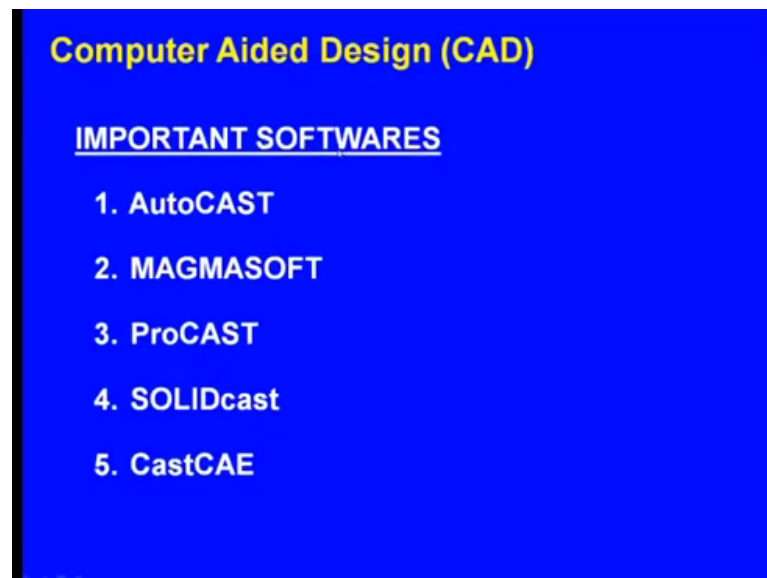 Computer Aided Design (CAD)
IMPORTANT SOFTWARES
1. AutoCAST
2. MAGMASOFT
3. ProCAST
4. SOLIDcast
5. CastCAE